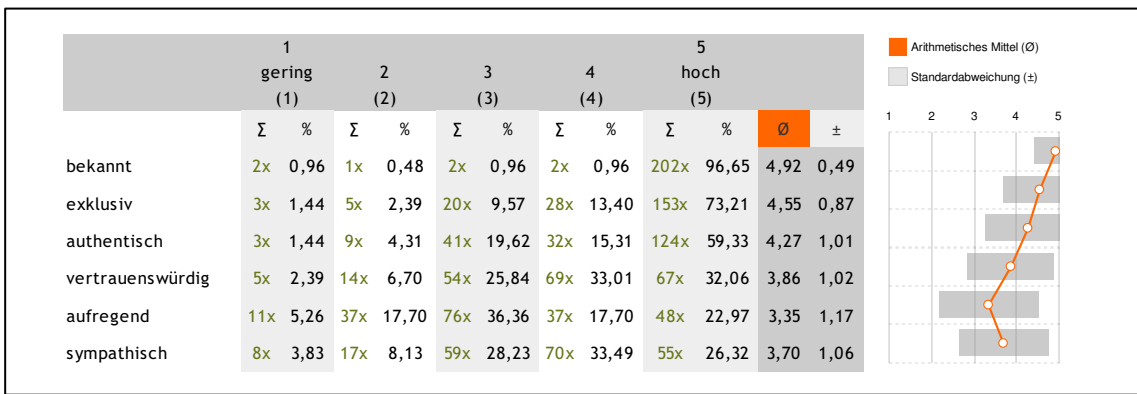 1 5
gering 2 3 4 hoch
(1) (2) (3) (4) (5)
Σ % Σ % Σ % Σ % Σ % Ø ±
bekannt 2x 0,96 1x 0,48 2x 0,96 2x 0,96 202x 96,65 4,92 0,49
exklusiv 3x 1,44 5x 2,39 20x 9,57 28x 13,40 153x 73,21 4,55 0,87
authentisch 3x 1,44 9x 4,31 41x 19,62 32x 15,31 124x 59,33 4,27 1,01
vertrauenswürdig 5x 2,39 14x 6,70 54x 25,84 69x 33,01 67x 32,06 3,86 1,02
aufregend 11x 5,26 37x 17,70 76x 36,36 37x 17,70 48x 22,97 3,35 1,17
sympathisch 8x 3,83 17x 8,13 59x 28,23 70x 33,49 55x 26,32 3,70 1,06
Arithmetisches Mittel (Ø)
Standardabweichung (±)
1 2 3 4 5